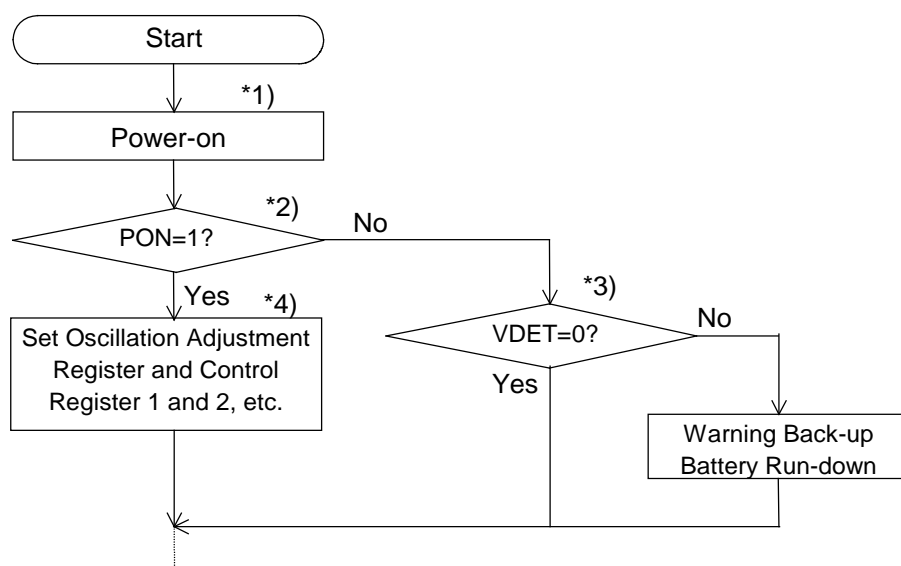 Start
*1)
Power-on
*2)
No
PON=1?
Yes
*4)
*3)
Set Oscillation Adjustment
Register and Control
Register 1 and 2, etc.
VDET=0?
No
Yes
Warning Back-up
Battery Run-down